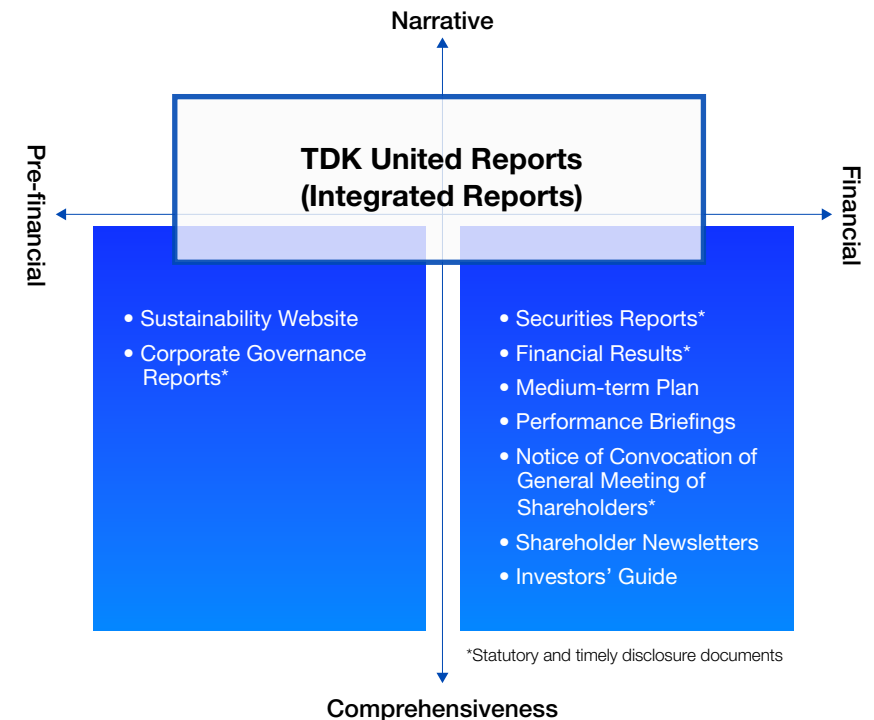 Narrative
Pre-financial
TDK United Reports
(Integrated Reports)
Financial
• Sustainability Website
• Corporate Governance
Reports*
• Securities Reports*
• Financial Results*
• Medium-term Plan
• Performance Briefings
• Notice of Convocation of
General Meeting of
Shareholders*
• Shareholder Newsletters
• Investors’ Guide
*Statutory and timely disclosure documents
Comprehensiveness